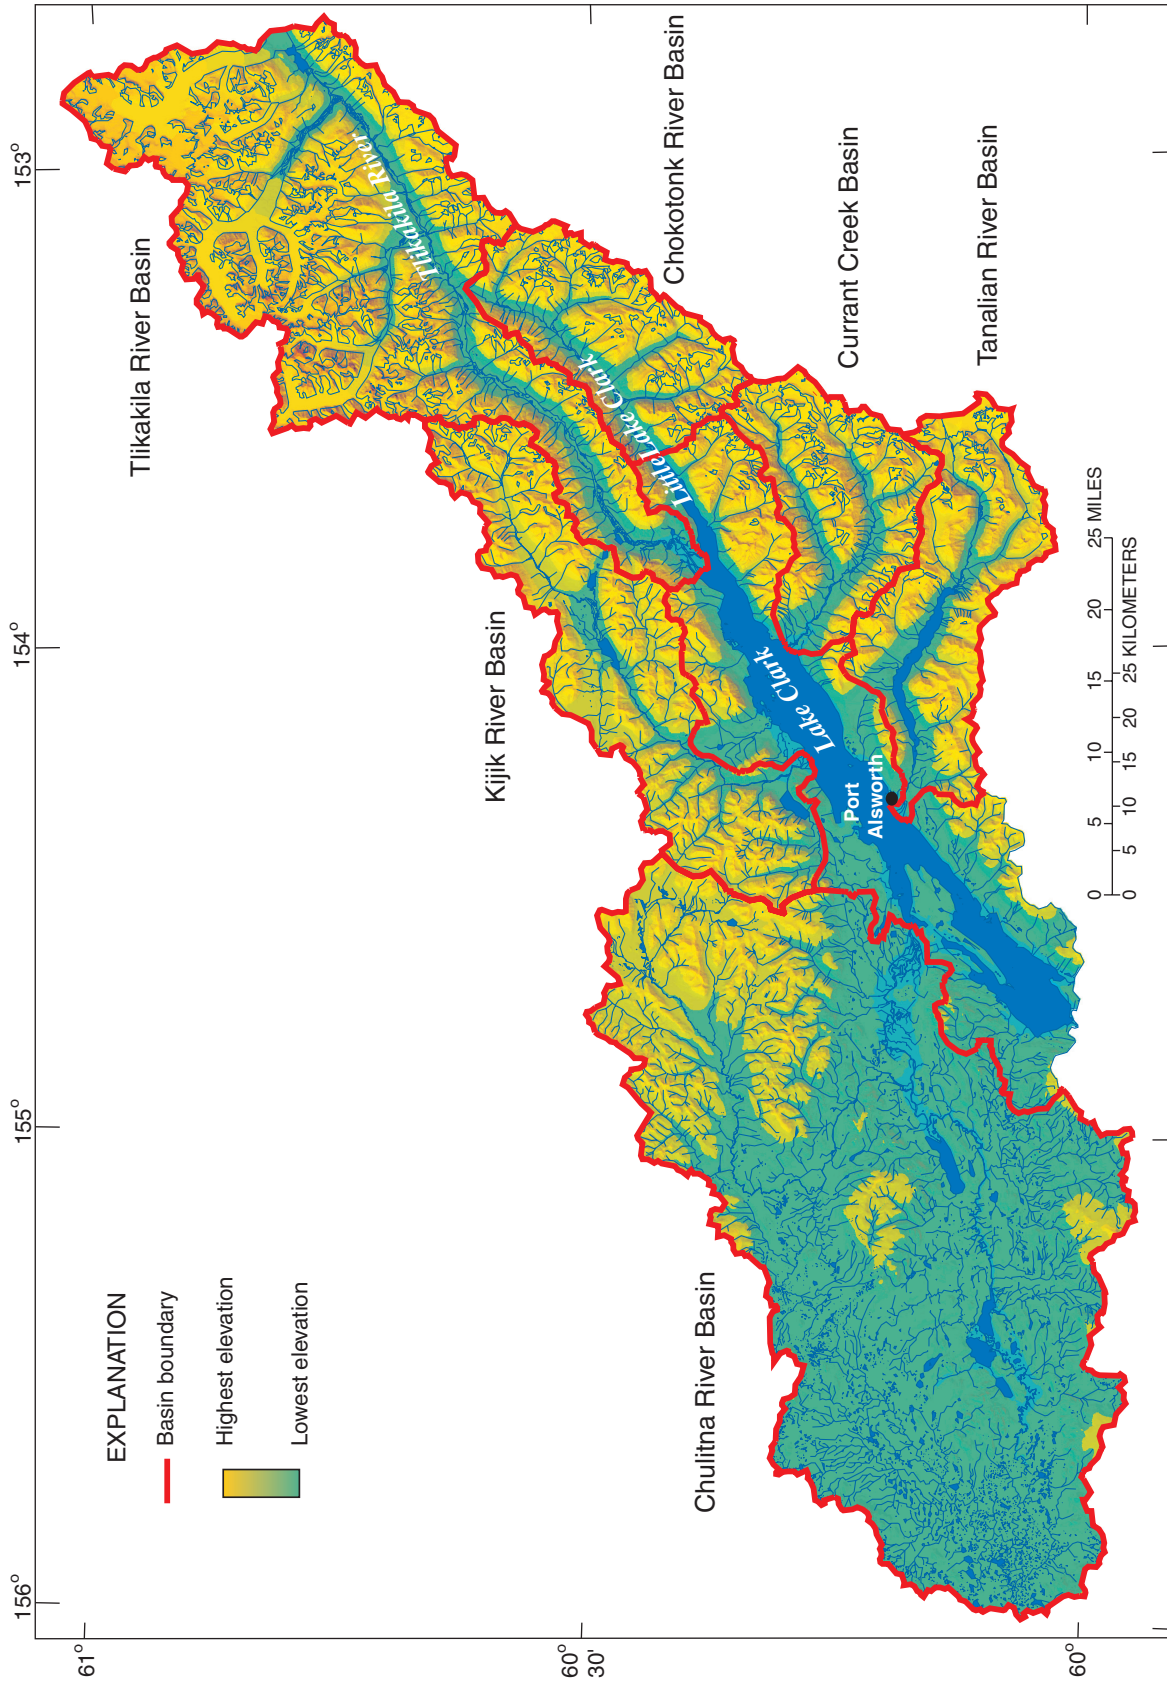 156°
155°
154°
153°
61°
60°
30'
60°
EXPLANATION
Basin boundary
Highest elevation
Lowest elevation
Tlikakila River Basin
Kijik River Basin
Chulitna River Basin
Chokotonk River Basin
Currant Creek Basin
Tanalian River Basin
Tlikakila River
Little Lake Clark
Lake Clark
Port
Alsworth
0 5 10 15 20 25 MILES
0 5 10 15 20 25 KILOMETERS